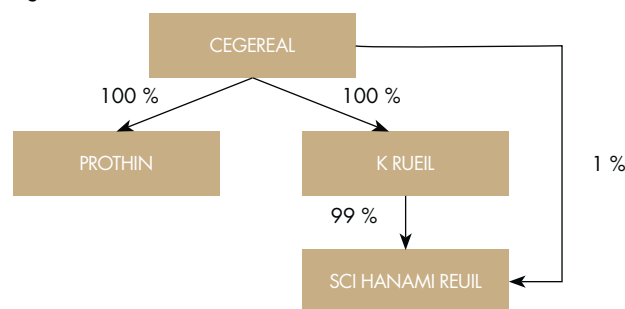 CEGEREAL
100 %
100 %
PROTHIN
K RUEIL
1 %
99 %
SCI HANAMI REUIL